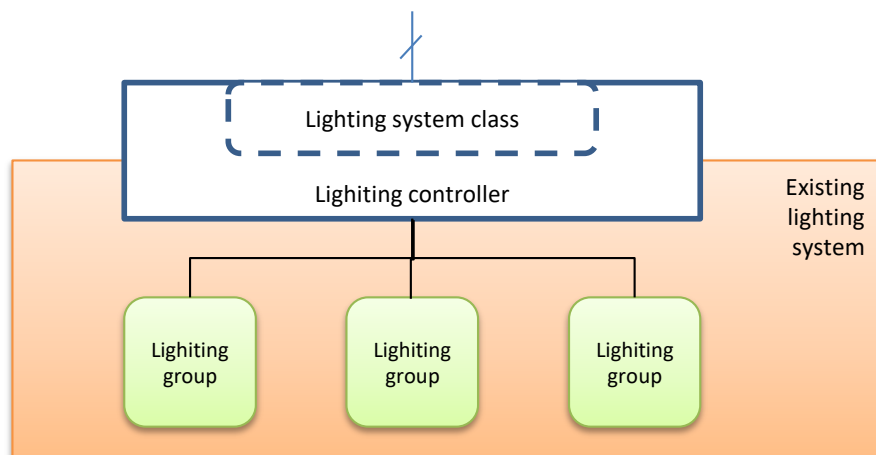 Lighting system class
Lighiting controller
Existing
lighting
system
Lighiting
group
Lighiting
group
Lighiting
group